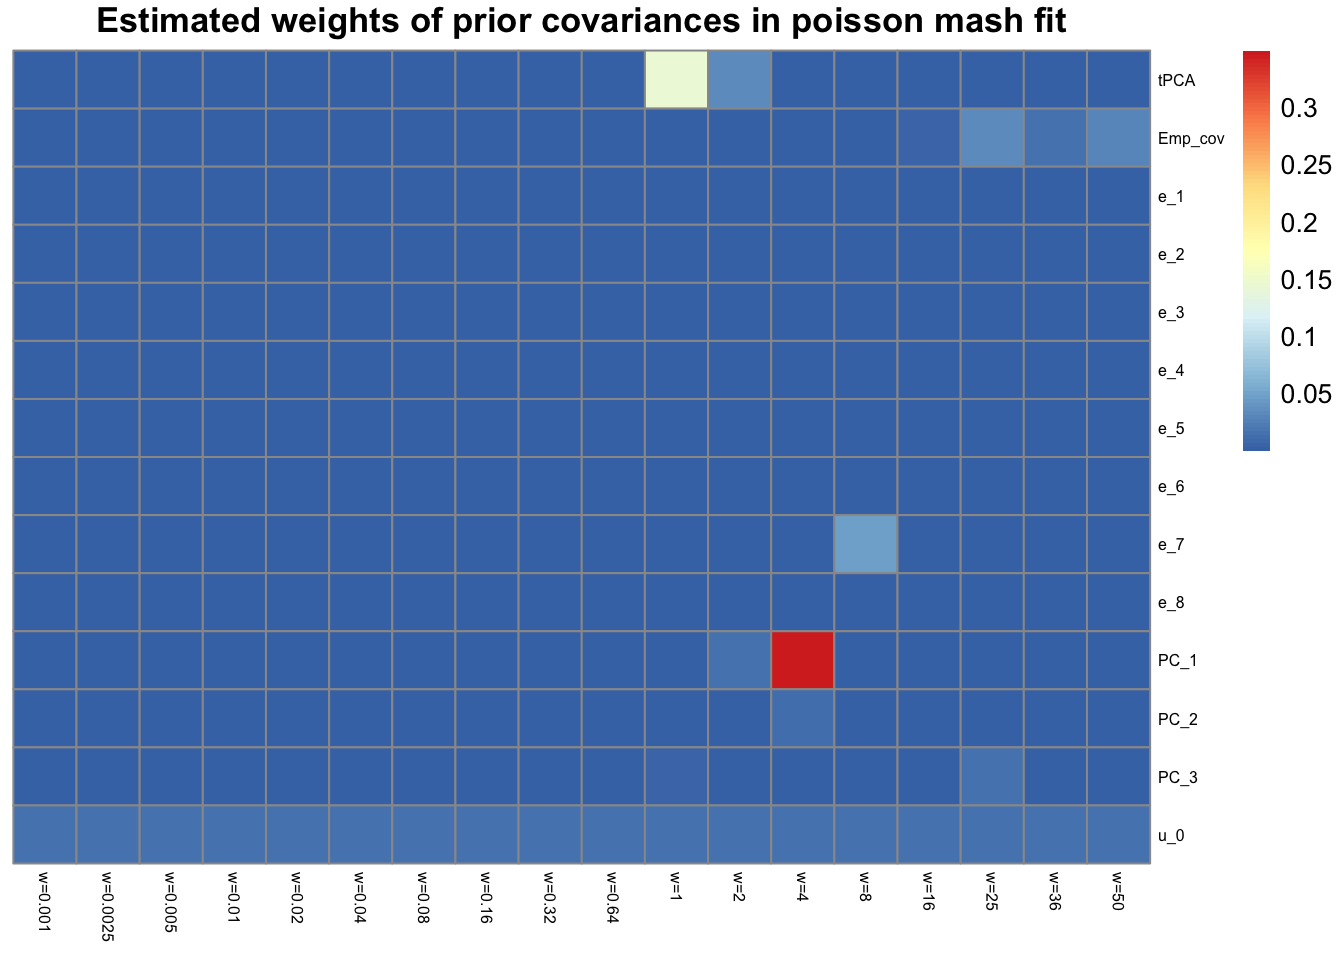 Estimated weights of prior covariances in poisson mash fit
tPCA
Emp_cov
e_1
e_2
e_3
e_4
e_5
e_6
e_7
e_8
PC_1
PC_2
PC_3
u_0
0.3
0.25
0.2
0.15
0.1
0.05
w=0.001
w=0.0025
w=0.005
w=0.01
w=0.02
w=0.04
w=0.08
w=0.16
w=0.32
w=0.64
w=1
w=2
w=4
w=8
w=16
w=25
w=36
w=50